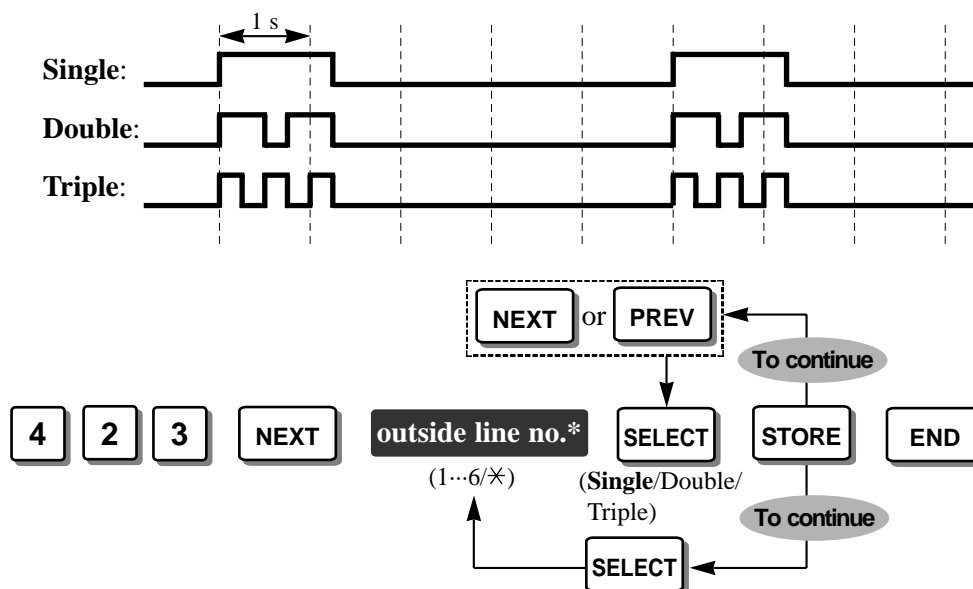 1 s
Single:
Double:
Triple:
NEXT or PREV
To continue
4 2 3 NEXT outside line no.* SELECT STORE END
(1···6/✳) (Single/Double/
Triple)
To continue
SELECT